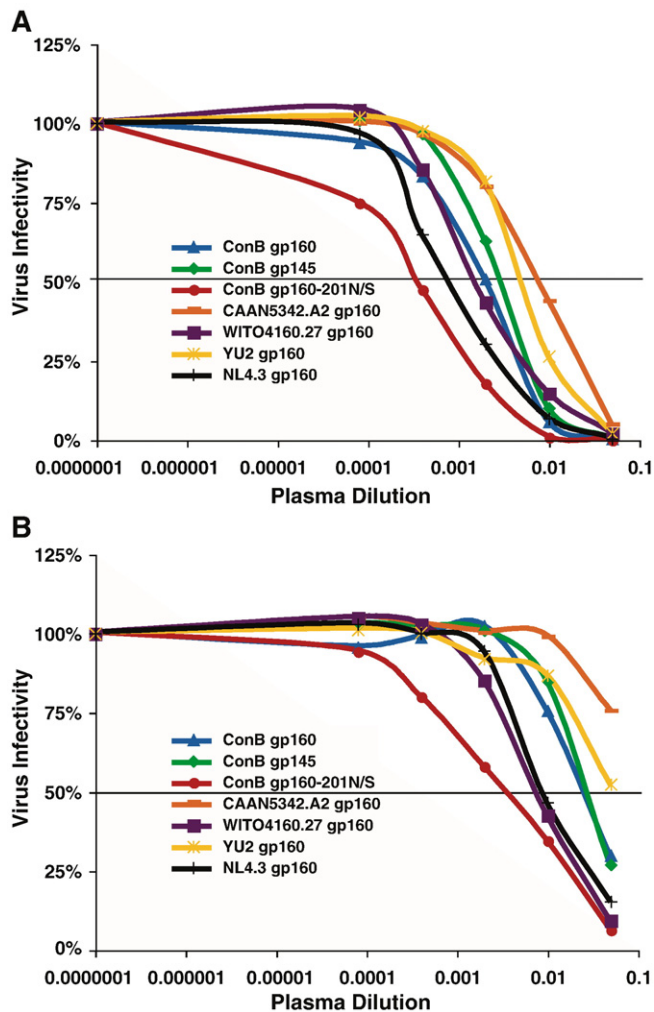 A
125%
100%
75%
50%
25%
0%
Virus Infectivity
ConB gp160
ConB gp145
ConB gp160-201N/S
CAAN5342.A2 gp160
WITO4160.27 gp160
YU2 gp160
NL4.3 gp160
0.0000001 0.000001 0.00001 0.0001 0.001 0.01 0.1
Plasma Dilution
B
125%
100%
75%
50%
25%
0%
Virus Infectivity
ConB gp160
ConB gp145
ConB gp160-201N/S
CAAN5342.A2 gp160
WITO4160.27 gp160
YU2 gp160
NL4.3 gp160
0.0000001 0.000001 0.00001 0.0001 0.001 0.01 0.1
Plasma Dilution